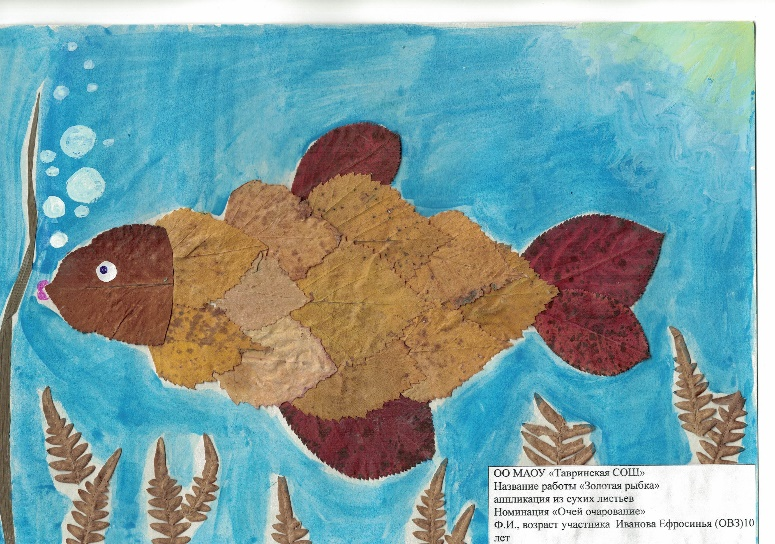 ОО МАОУ «Тавринская СОШ»
Название работы «Золотая рыбка»
аппликация из сухих листьев
Номинация «Очей очарование»
Ф.И., возраст участника  Иванова Ефросинья (ОВЗ)10
лет